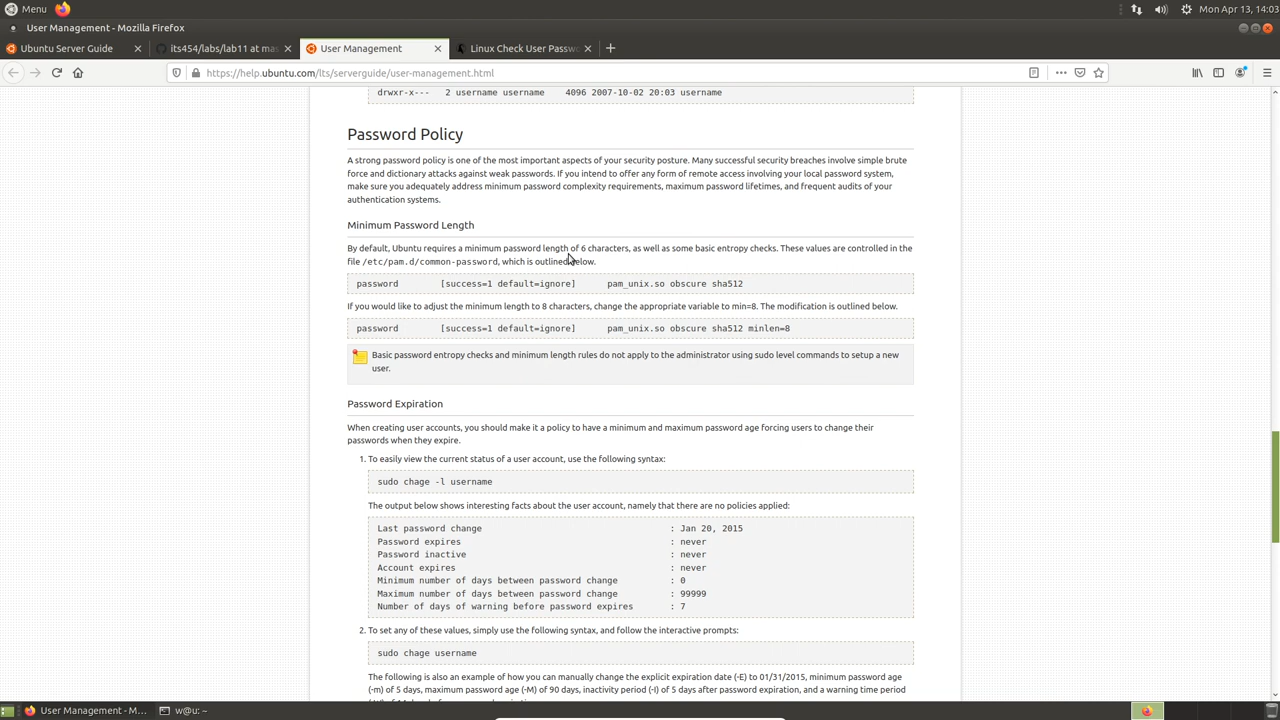 Menu
Mon Apr 13, 14:03
User Management - Mozilla Firefox
Ubuntu Server Guide
its454/labs/lab11 at mas
User Management
Linux Check User Passwo
https://help.ubuntu.com/lts/serverguide/user-management.html
drwxr-x---   2 username username    4096 2007-10-02 20:03 username
Password Policy
A strong password policy is one of the most important aspects of your security posture. Many successful security breaches involve simple brute
force and dictionary attacks against weak passwords. If you intend to offer any form of remote access involving your local password system,
make sure you adequately address minimum password complexity requirements, maximum password lifetimes, and frequent audits of your
authentication systems.
Minimum Password Length
By default, Ubuntu requires a minimum password length of 6 characters, as well as some basic entropy checks. These values are controlled in the
file /etc/pam.d/common-password, which is outlined below.
password        [success=1 default=ignore]      pam_unix.so obscure sha512
If you would like to adjust the minimum length to 8 characters, change the appropriate variable to min=8. The modification is outlined below.
password        [success=1 default=ignore]      pam_unix.so obscure sha512 minlen=8
Basic password entropy checks and minimum length rules do not apply to the administrator using sudo level commands to setup a new
user.
Password Expiration
When creating user accounts, you should make it a policy to have a minimum and maximum password age forcing users to change their
passwords when they expire.
1. To easily view the current status of a user account, use the following syntax:
sudo chage -l username
The output below shows interesting facts about the user account, namely that there are no policies applied:
Last password change                                    : Jan 20, 2015
Password expires                                        : never
Password inactive                                       : never
Account expires                                         : never
Minimum number of days between password change          : 0
Maximum number of days between password change          : 99999
Number of days of warning before password expires       : 7
2. To set any of these values, simply use the following syntax, and follow the interactive prompts:
sudo chage username
The following is also an example of how you can manually change the explicit expiration date (-E) to 01/31/2015, minimum password age
(-m) of 5 days, maximum password age (-M) of 90 days, inactivity period (-I) of 5 days after password expiration, and a warning time period
User Management - M...
w@u: ~